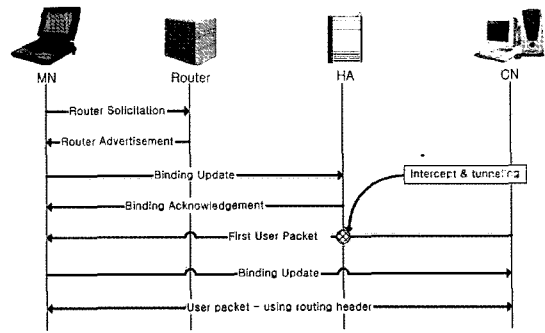 MN
Router
HA
CN
Router Solicitation
Router Advertisement
Binding Update
Intercept & tunneling
Binding Acknowledgement
First User Packet
Binding Update
User packet – using routing header